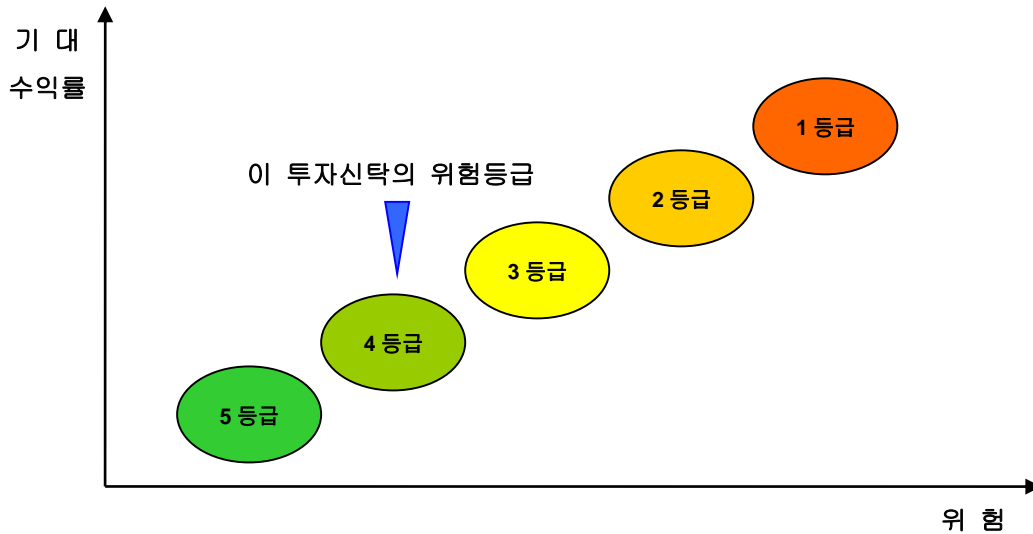 기 대
수익률
1 등급
이 투자신탁의 위험등급
2 등급
3 등급
4 등급
5 등급
위 험